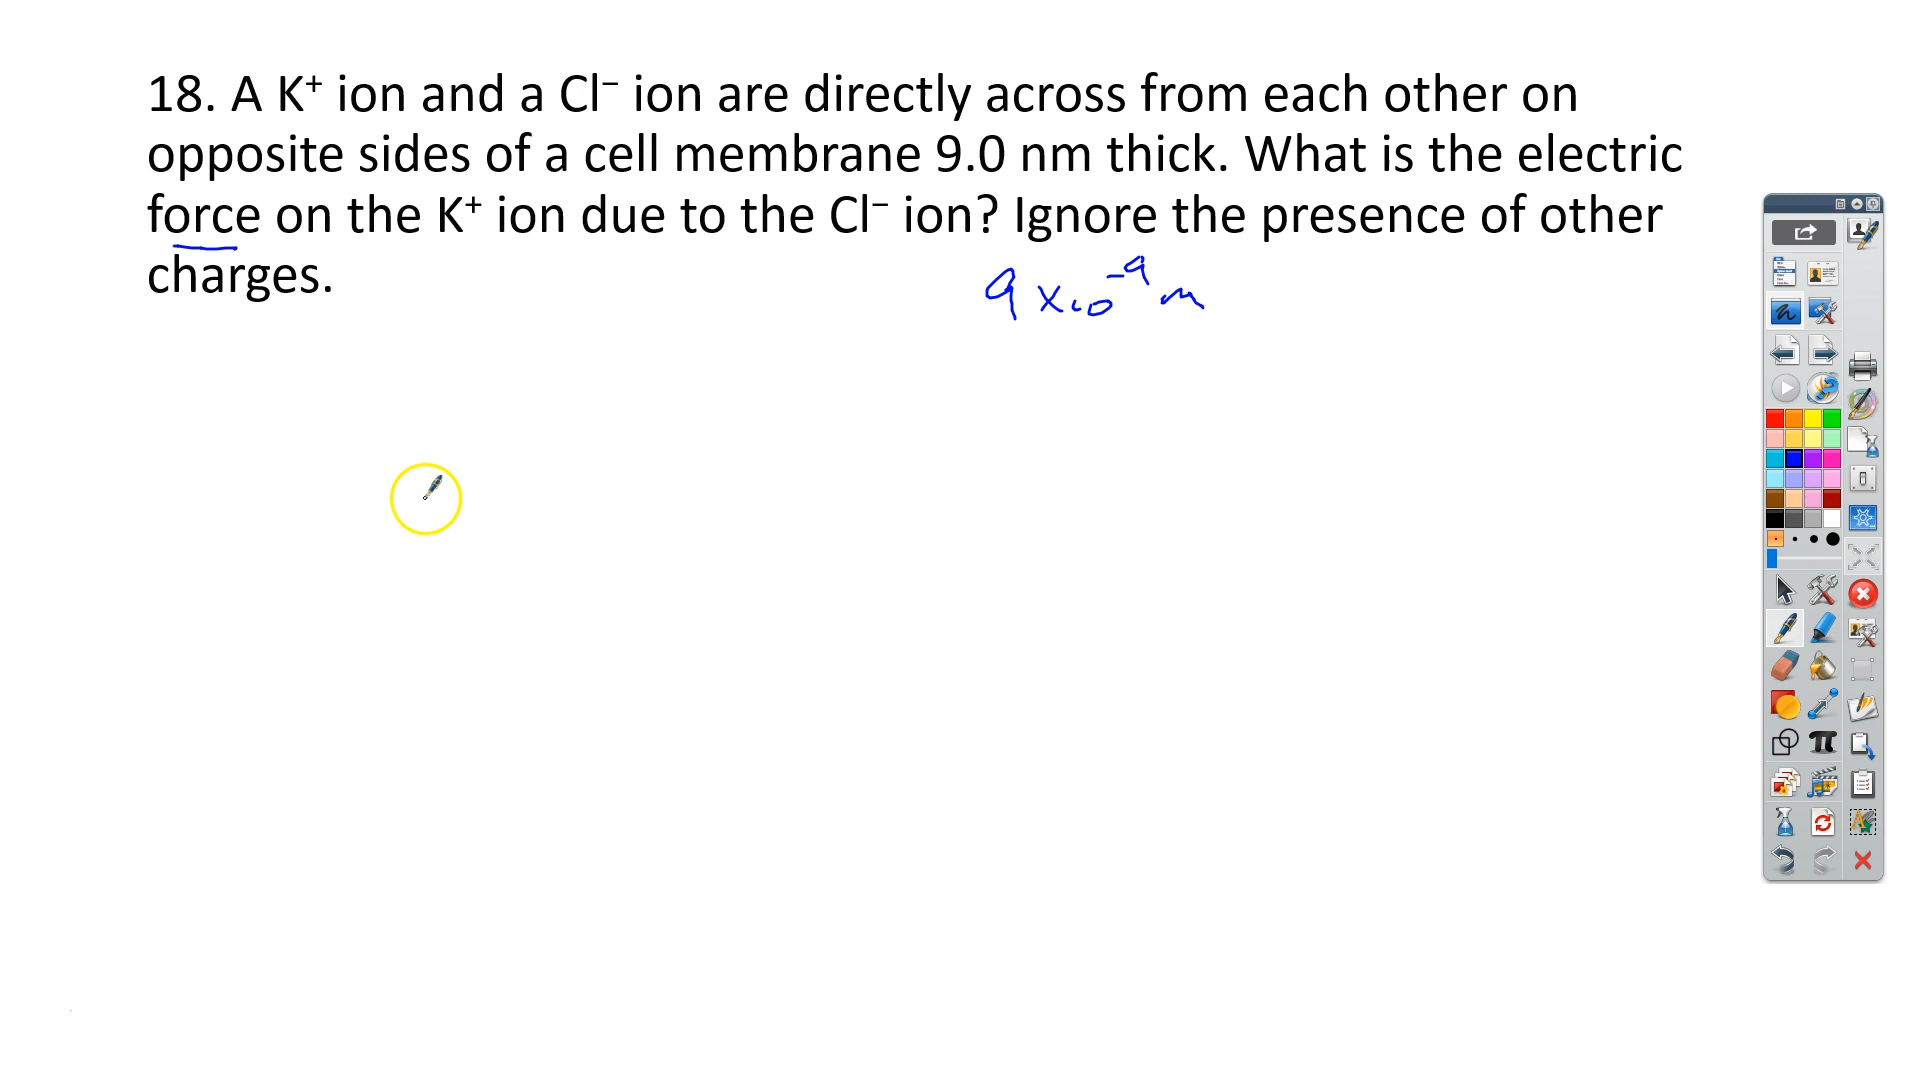 18. A K⁺ ion and a Cl⁻ ion are directly across from each other on
opposite sides of a cell membrane 9.0 nm thick. What is the electric
force on the K⁺ ion due to the Cl⁻ ion? Ignore the presence of other
charges.
9 x10⁻⁹ m